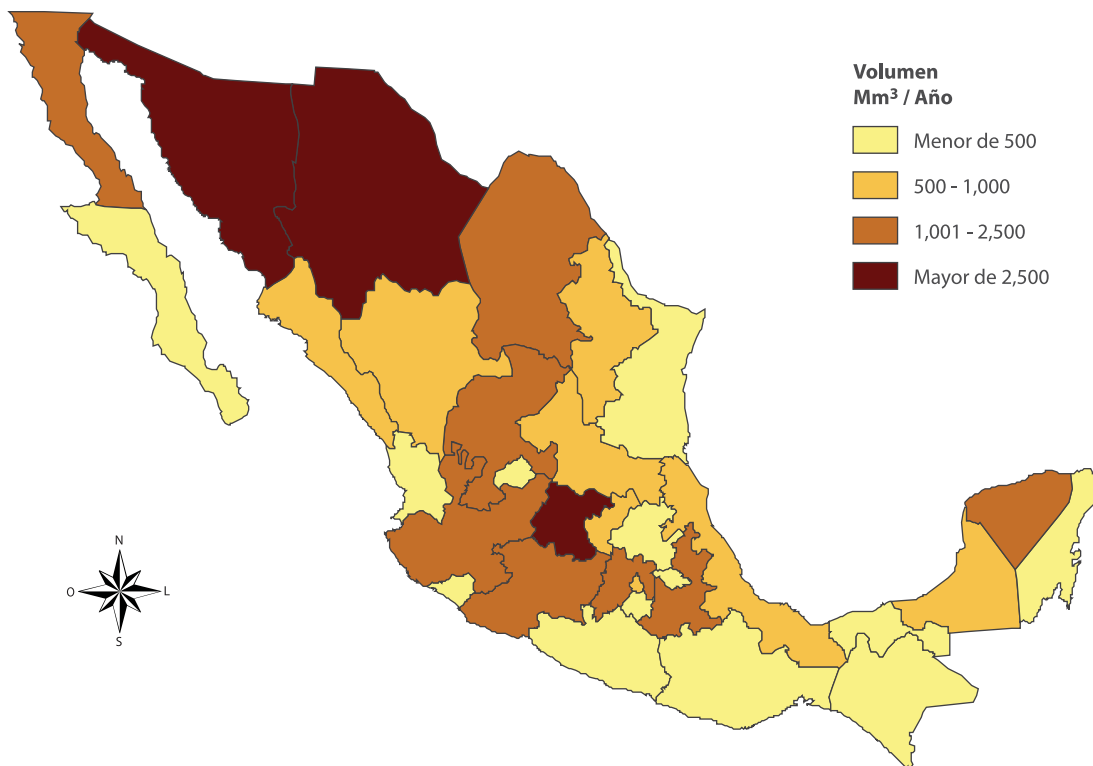 Volumen
Mm³ / Año
Menor de 500
500 - 1,000
1,001 - 2,500
Mayor de 2,500
N
O
L
S